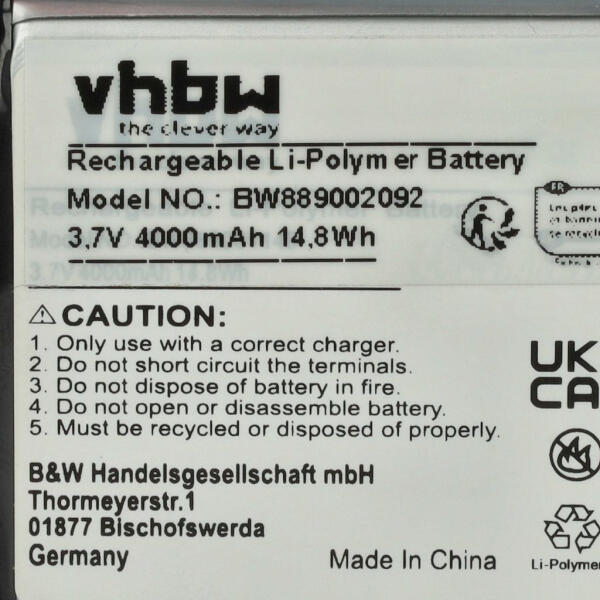 vhbw
the clever way
Rechargeable Li-Polymer Battery
Model NO.: BW889002092
3,7V 4000mAh 14,8Wh
FR
⚠CAUTION:
1. Only use with a correct charger.
2. Do not short circuit the terminals.
3. Do not dispose of battery in fire.
4. Do not open or disassemble battery.
5. Must be recycled or disposed of properly.
UK
CA
B&W Handelsgesellschaft mbH
Thormeyerstr.1
01877 Bischofswerda
Germany
Made In China
Li-Polymer